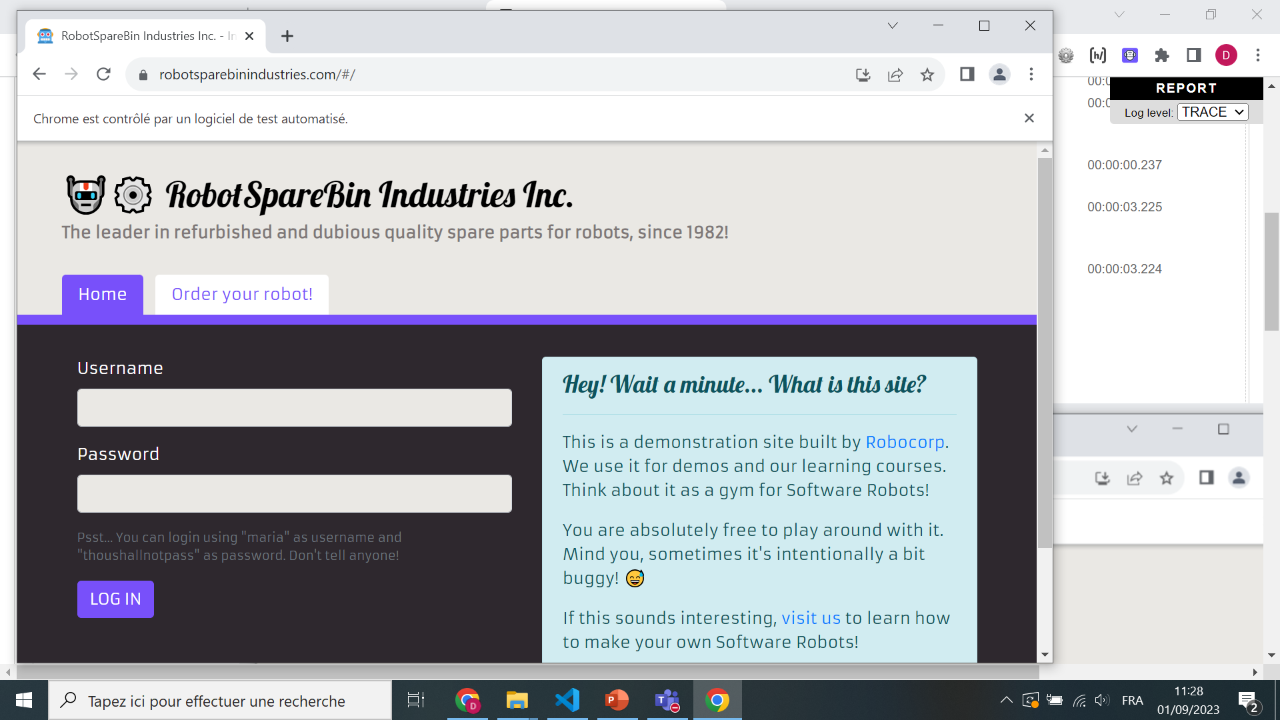 RobotSpareBin Industries Inc. - In
robotsparebinindustries.com/#/
Chrome est contrôlé par un logiciel de test automatisé.
RobotSpareBin Industries Inc.
The leader in refurbished and dubious quality spare parts for robots, since 1982!
Home
Order your robot!
Username
Password
Psst... You can login using "maria" as username and
"thoushallnotpass" as password. Don't tell anyone!
LOG IN
Hey! Wait a minute... What is this site?
This is a demonstration site built by Robocorp.
We use it for demos and our learning courses.
Think about it as a gym for Software Robots!
You are absolutely free to play around with it.
Mind you, sometimes it's intentionally a bit
buggy! 😅
If this sounds interesting, visit us to learn how
to make your own Software Robots!
D
REPORT
Log level: TRACE
00:00:00.237
00:00:03.225
00:00:03.224
Tapez ici pour effectuer une recherche
D
FRA
11:28
01/09/2023
2